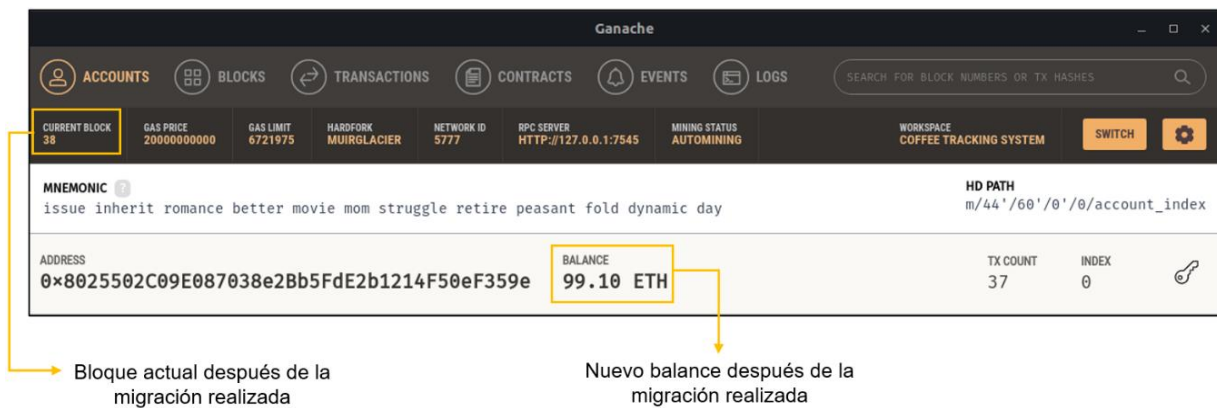 Ganache
ACCOUNTS BLOCKS TRANSACTIONS CONTRACTS EVENTS LOGS SEARCH FOR BLOCK NUMBERS OR TX HASHES
CURRENT BLOCK GAS PRICE GAS LIMIT HARDFORK NETWORK ID RPC SERVER MINING STATUS WORKSPACE
38 20000000000 6721975 MUIRGLACIER 5777 HTTP://127.0.0.1:7545 AUTOMINING COFFEE TRACKING SYSTEM SWITCH
MNEMONIC ? HD PATH
issue inherit romance better movie mom struggle retire peasant fold dynamic day m/44'/60'/0'/0/account_index
ADDRESS BALANCE TX COUNT INDEX
0×8025502C09E087038e2Bb5FdE2b1214F50eF359e 99.10 ETH 37 0
Bloque actual después de la
migración realizada
Nuevo balance después de la
migración realizada